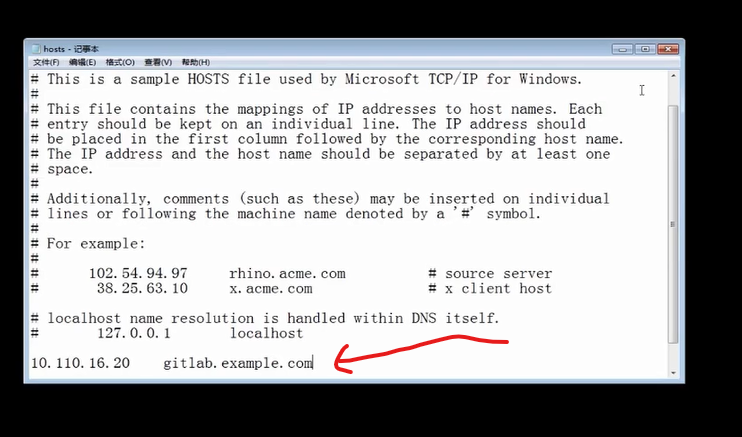 hosts - 记事本
文件(F) 编辑(E) 格式(O) 查看(V) 帮助(H)
# This is a sample HOSTS file used by Microsoft TCP/IP for Windows.
#
# This file contains the mappings of IP addresses to host names. Each
# entry should be kept on an individual line. The IP address should
# be placed in the first column followed by the corresponding host name.
# The IP address and the host name should be separated by at least one
# space.
#
# Additionally, comments (such as these) may be inserted on individual
# lines or following the machine name denoted by a '#' symbol.
#
# For example:
#
# 102.54.94.97 rhino.acme.com # source server
# 38.25.63.10 x.acme.com # x client host
# localhost name resolution is handled within DNS itself.
# 127.0.0.1 localhost
10.110.16.20 gitlab.example.com